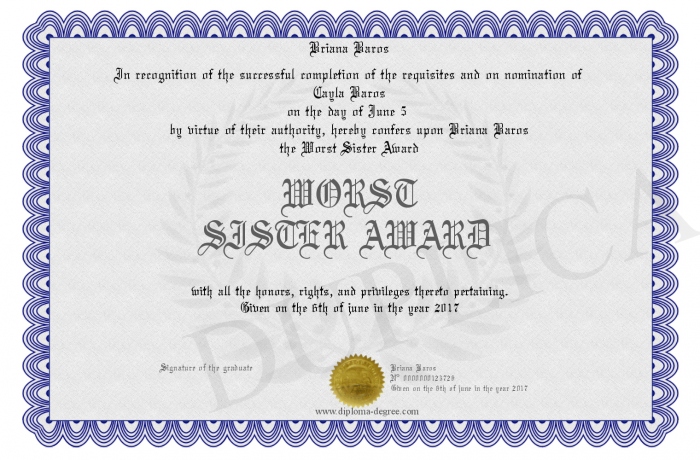 Briana Baros
In recognition of the successful completion of the requisites and on nomination of
Cayla Baros
on the day of June 5
by virtue of their authority, hereby confers upon Briana Baros
the Worst Sister Award
WORST
SISTER AWARD
with all the honors, rights, and privileges thereto pertaining.
Given on the 6th of june in the year 2017
Signature of the graduate
Briana Baros
Nº 0000000123729
Given on the 6th of june in the year 2017
www.diploma-degree.com
DUPLICA